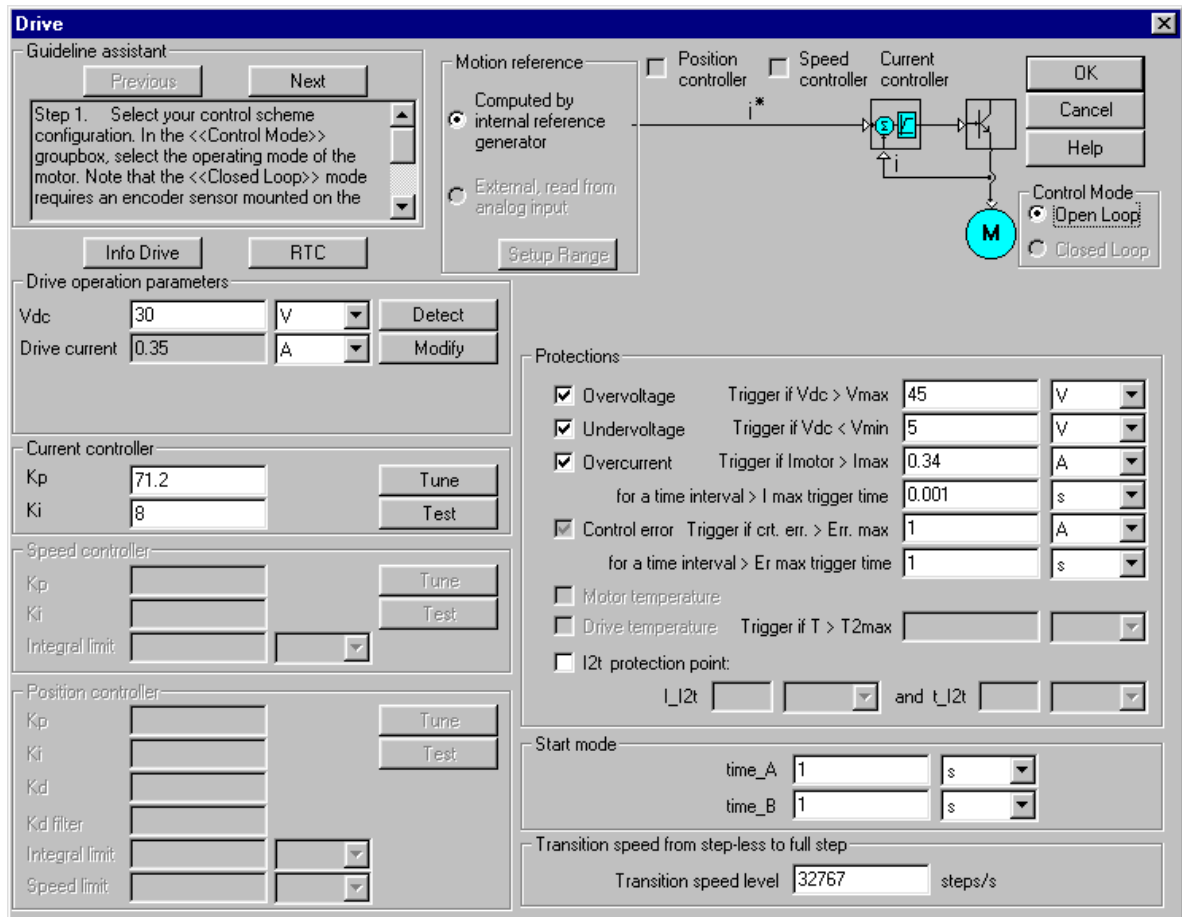 Drive
Guideline assistant
Previous
Next
Step 1. Select your control scheme
configuration. In the <<Control Mode>>
groupbox, select the operating mode of the
motor. Note that the <<Closed Loop>> mode
requires an encoder sensor mounted on the
Info Drive
RTC
Motion reference
Computed by
internal reference
generator
External, read from
analog input
Setup Range
Position
controller
Speed
controller
Current
controller
i*
i
M
OK
Cancel
Help
Control Mode
Open Loop
Closed Loop
Drive operation parameters
Vdc 30 V Detect
Drive current 0.35 A Modify
Current controller
Kp 71.2 Tune
Ki 8 Test
Speed controller
Kp Tune
Ki Test
Integral limit
Position controller
Kp Tune
Ki Test
Kd
Kd filter
Integral limit
Speed limit
Protections
Overvoltage Trigger if Vdc > Vmax 45 V
Undervoltage Trigger if Vdc < Vmin 5 V
Overcurrent Trigger if Imotor > Imax 0.34 A
for a time interval > I max trigger time 0.001 s
Control error Trigger if crt. err. > Err. max 1 A
for a time interval > Er max trigger time 1 s
Motor temperature
Drive temperature Trigger if T > T2max
I2t protection point:
I_I2t and t_I2t
Start mode
time_A 1 s
time_B 1 s
Transition speed from step-less to full step
Transition speed level 32767 steps/s